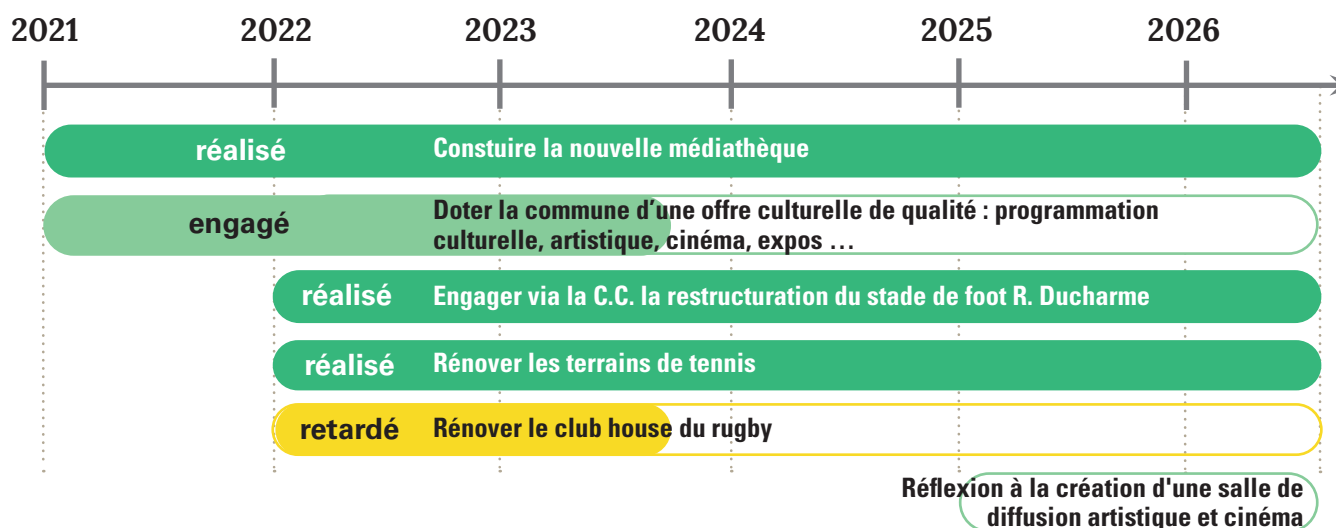 2021 2022 2023 2024 2025 2026
réalisé Constuire la nouvelle médiathèque
engagé Doter la commune d'une offre culturelle de qualité : programmation
culturelle, artistique, cinéma, expos …
réalisé Engager via la C.C. la restructuration du stade de foot R. Ducharme
réalisé Rénover les terrains de tennis
retardé Rénover le club house du rugby
Réflexion à la création d'une salle de
diffusion artistique et cinéma